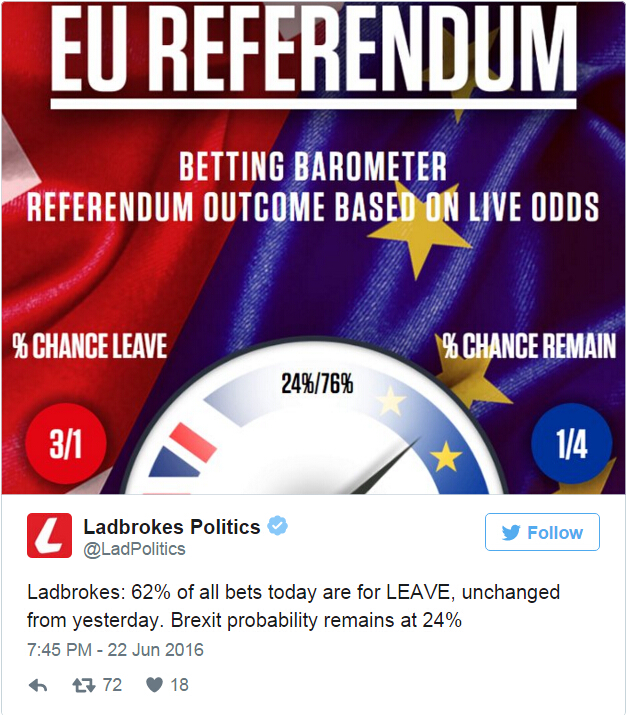 EU REFERENDUM
BETTING BAROMETER
REFERENDUM OUTCOME BASED ON LIVE ODDS
% CHANCE LEAVE
% CHANCE REMAIN
24%/76%
3/1
1/4
Ladbrokes Politics
@LadPolitics
Follow
Ladbrokes: 62% of all bets today are for LEAVE, unchanged
from yesterday. Brexit probability remains at 24%
7:45 PM - 22 Jun 2016
72
18